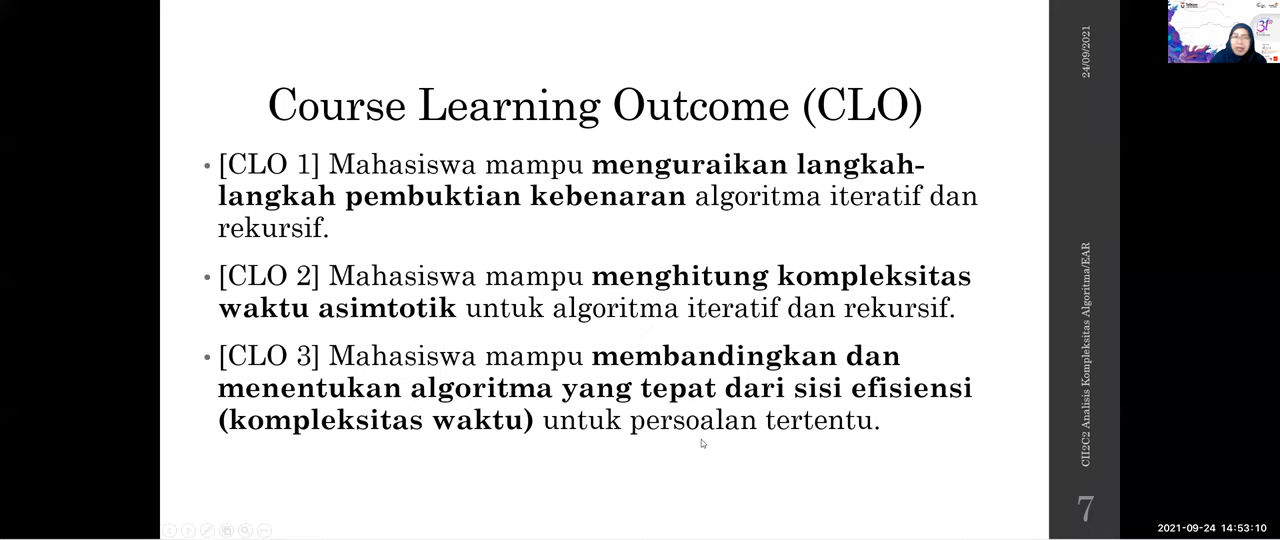 Course Learning Outcome (CLO)
• [CLO 1] Mahasiswa mampu menguraikan langkah-
langkah pembuktian kebenaran algoritma iteratif dan
rekursif.
• [CLO 2] Mahasiswa mampu menghitung kompleksitas
waktu asimtotik untuk algoritma iteratif dan rekursif.
• [CLO 3] Mahasiswa mampu membandingkan dan
menentukan algoritma yang tepat dari sisi efisiensi
(kompleksitas waktu) untuk persoalan tertentu.
24/09/2021
CII2C2 Analisis Kompleksitas Algoritma/EAR
7
2021-09-24 14:53:10